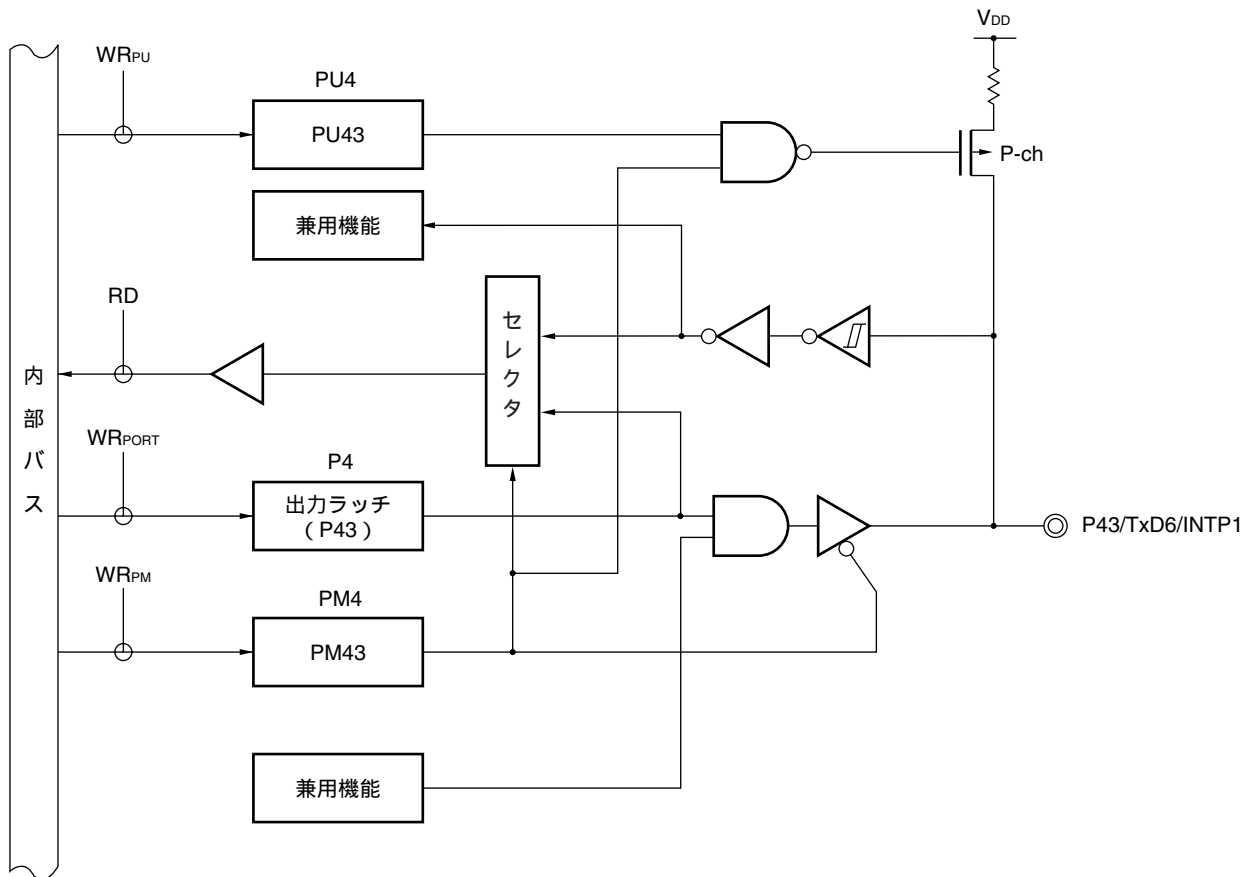 VDD
WRPU
PU4
PU43
P-ch
兼用機能
RD
セレクタ
内部バス
WRPORT
P4
出力ラッチ
（P43）
P43/TxD6/INTP1
WRPM
PM4
PM43
兼用機能